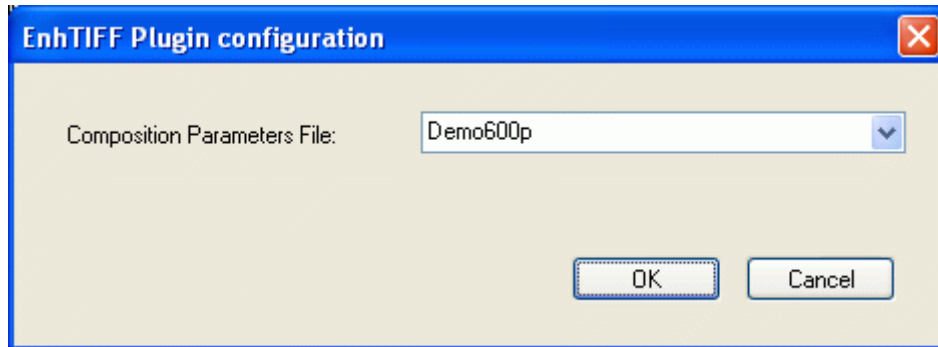 EnhTIFF Plugin configuration
Composition Parameters File: Demo600p
OK Cancel